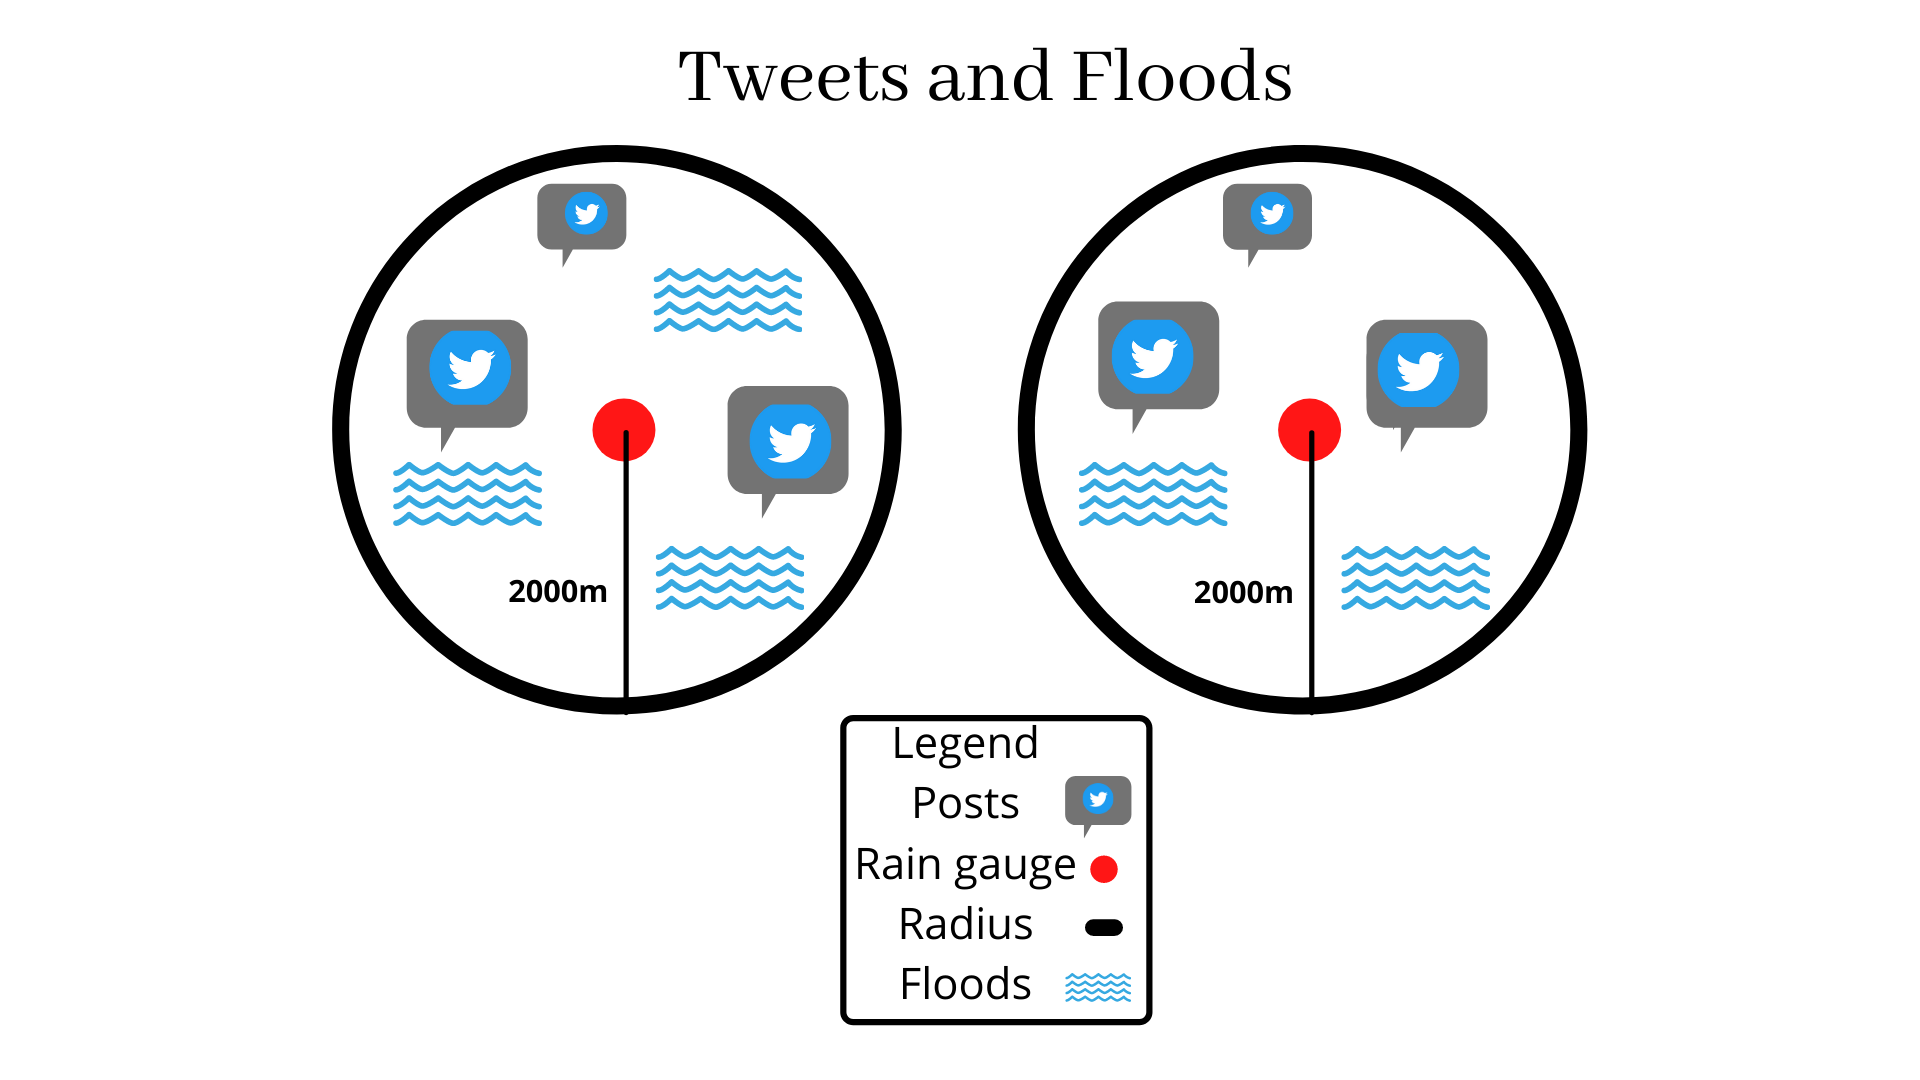 Tweets and Floods
2000m
2000m
Legend
Posts
Rain gauge
Radius
Floods